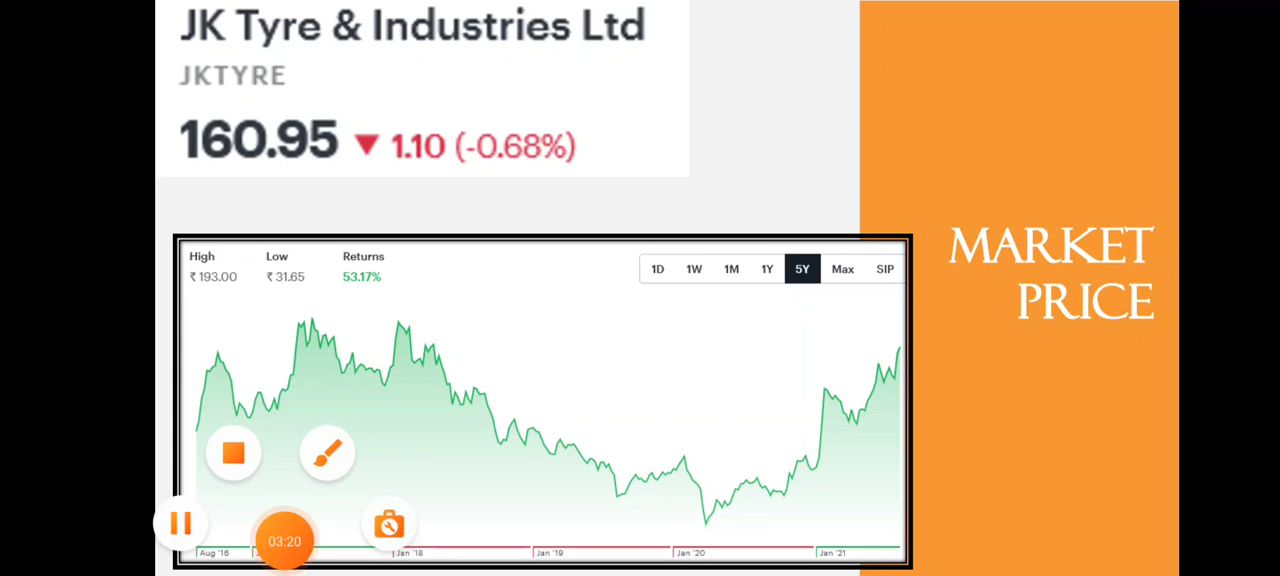 JK Tyre & Industries Ltd
JKTYRE
160.95 ▼ 1.10 (-0.68%)
MARKET
PRICE
High Low Returns
₹ 193.00 ₹ 31.65 53.17%
1D 1W 1M 1Y 5Y Max SIP
03:20
Aug '16 Jan '18 Jan '19 Jan '20 Jan '21